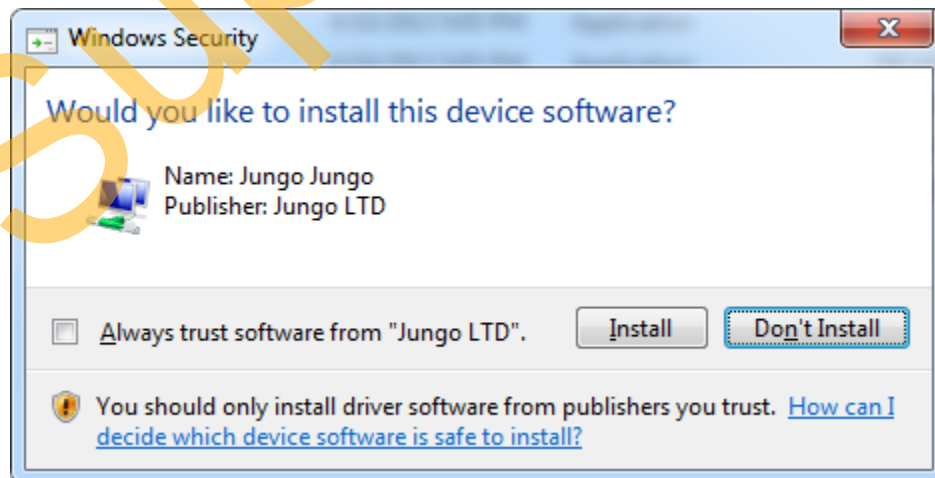 Windows Security
Would you like to install this device software?
Name: Jungo Jungo
Publisher: Jungo LTD
Always trust software from "Jungo LTD".
Install
Don't Install
You should only install driver software from publishers you trust. How can I
decide which device software is safe to install?